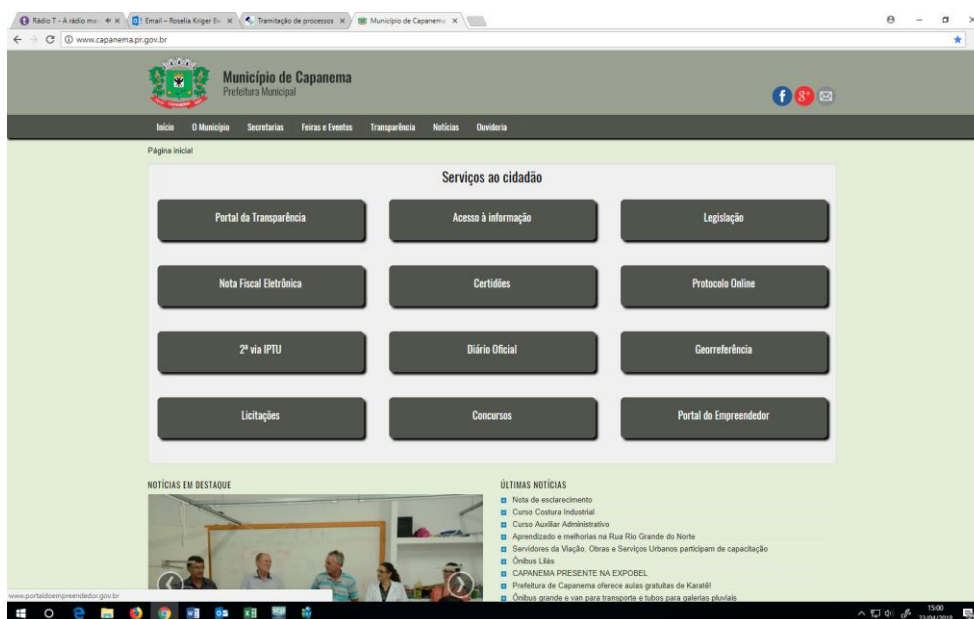 Rádio T - A rádio ma
Email – Roselia Kriger Be
Tramitação de processos
Município de Capanema
www.capanema.pr.gov.br
Município de Capanema
Prefeitura Municipal
Início O Município Secretarias Feiras e Eventos Transparência Notícias Ouvidoria
Página inicial
Serviços ao cidadão
Portal da Transparência Acesso à informação Legislação
Nota Fiscal Eletrônica Certidões Protocolo Online
2ª via IPTU Diário Oficial Georreferência
Licitações Concursos Portal do Empreendedor
NOTÍCIAS EM DESTAQUE
ÚLTIMAS NOTÍCIAS
Nota de esclarecimento
Curso Costura Industrial
Curso Auxiliar Administrativo
Aprendizado e melhorias na Rua Rio Grande do Norte
Servidores da Viação, Obras e Serviços Urbanos participam de capacitação
Ônibus Lilás
CAPANEMA PRESENTE NA EXPOBEL
Prefeitura de Capanema oferece aulas gratuitas de Karatê!
Ônibus grande e van para transporte e tubos para galerias pluviais
www.portaldoempreendedor.gov.br
15:00